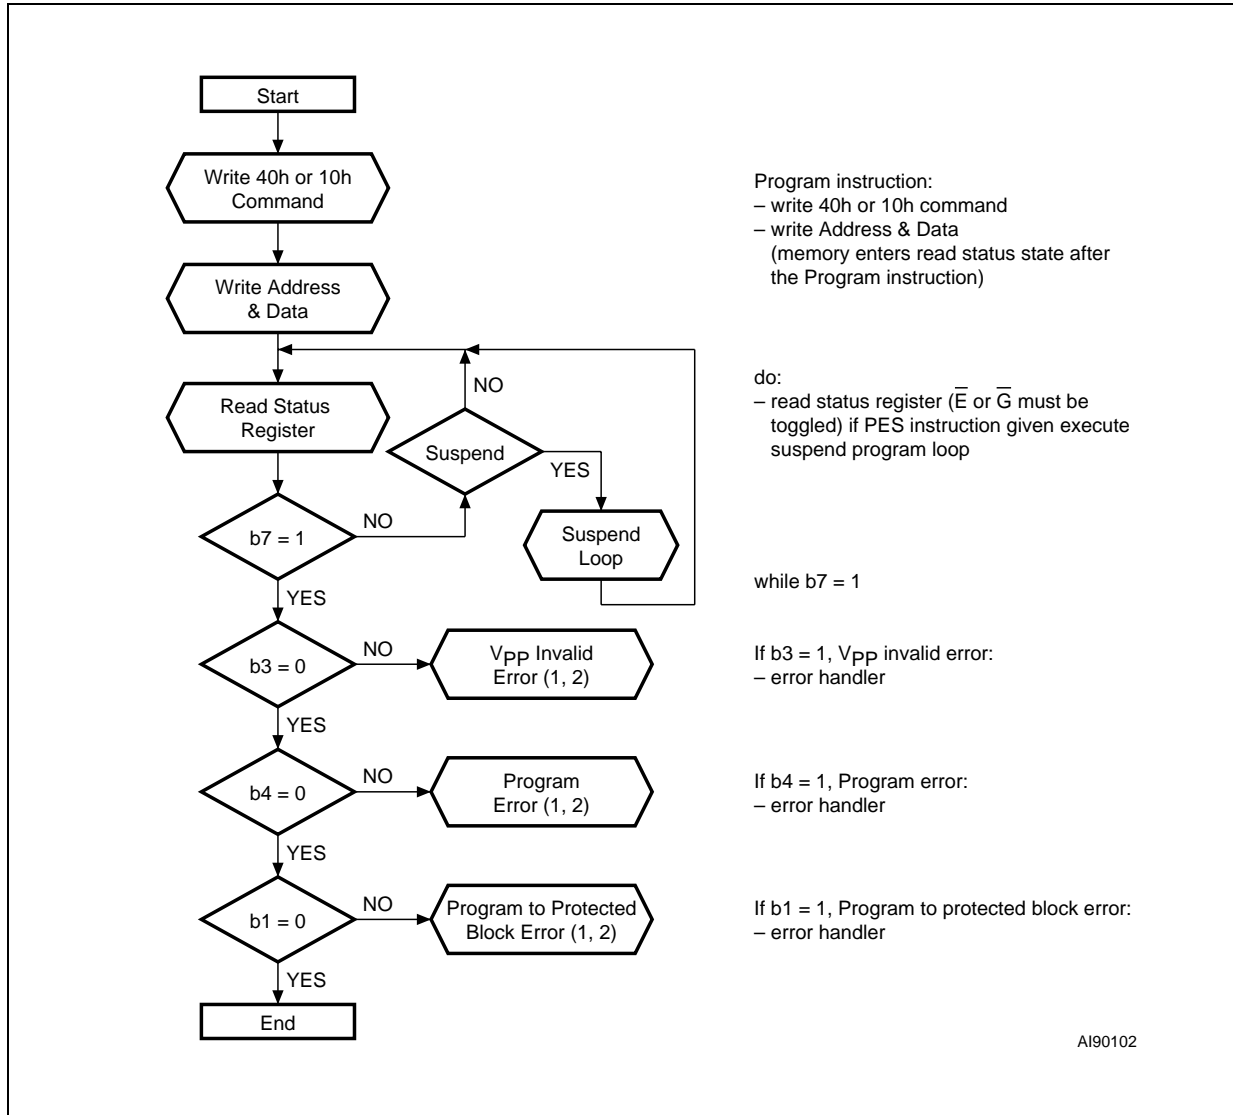 Start
Write 40h or 10h
Command
Program instruction:
– write 40h or 10h command
– write Address & Data
(memory enters read status state after
the Program instruction)
Write Address
& Data
NO
do:
– read status register (E̅ or G̅ must be
toggled) if PES instruction given execute
suspend program loop
Read Status
Register
Suspend
YES
b7 = 1
NO
Suspend
Loop
while b7 = 1
YES
b3 = 0
NO
VPP Invalid
Error (1, 2)
If b3 = 1, VPP invalid error:
– error handler
YES
b4 = 0
NO
Program
Error (1, 2)
If b4 = 1, Program error:
– error handler
YES
b1 = 0
NO
Program to Protected
Block Error (1, 2)
If b1 = 1, Program to protected block error:
– error handler
YES
End
AI90102